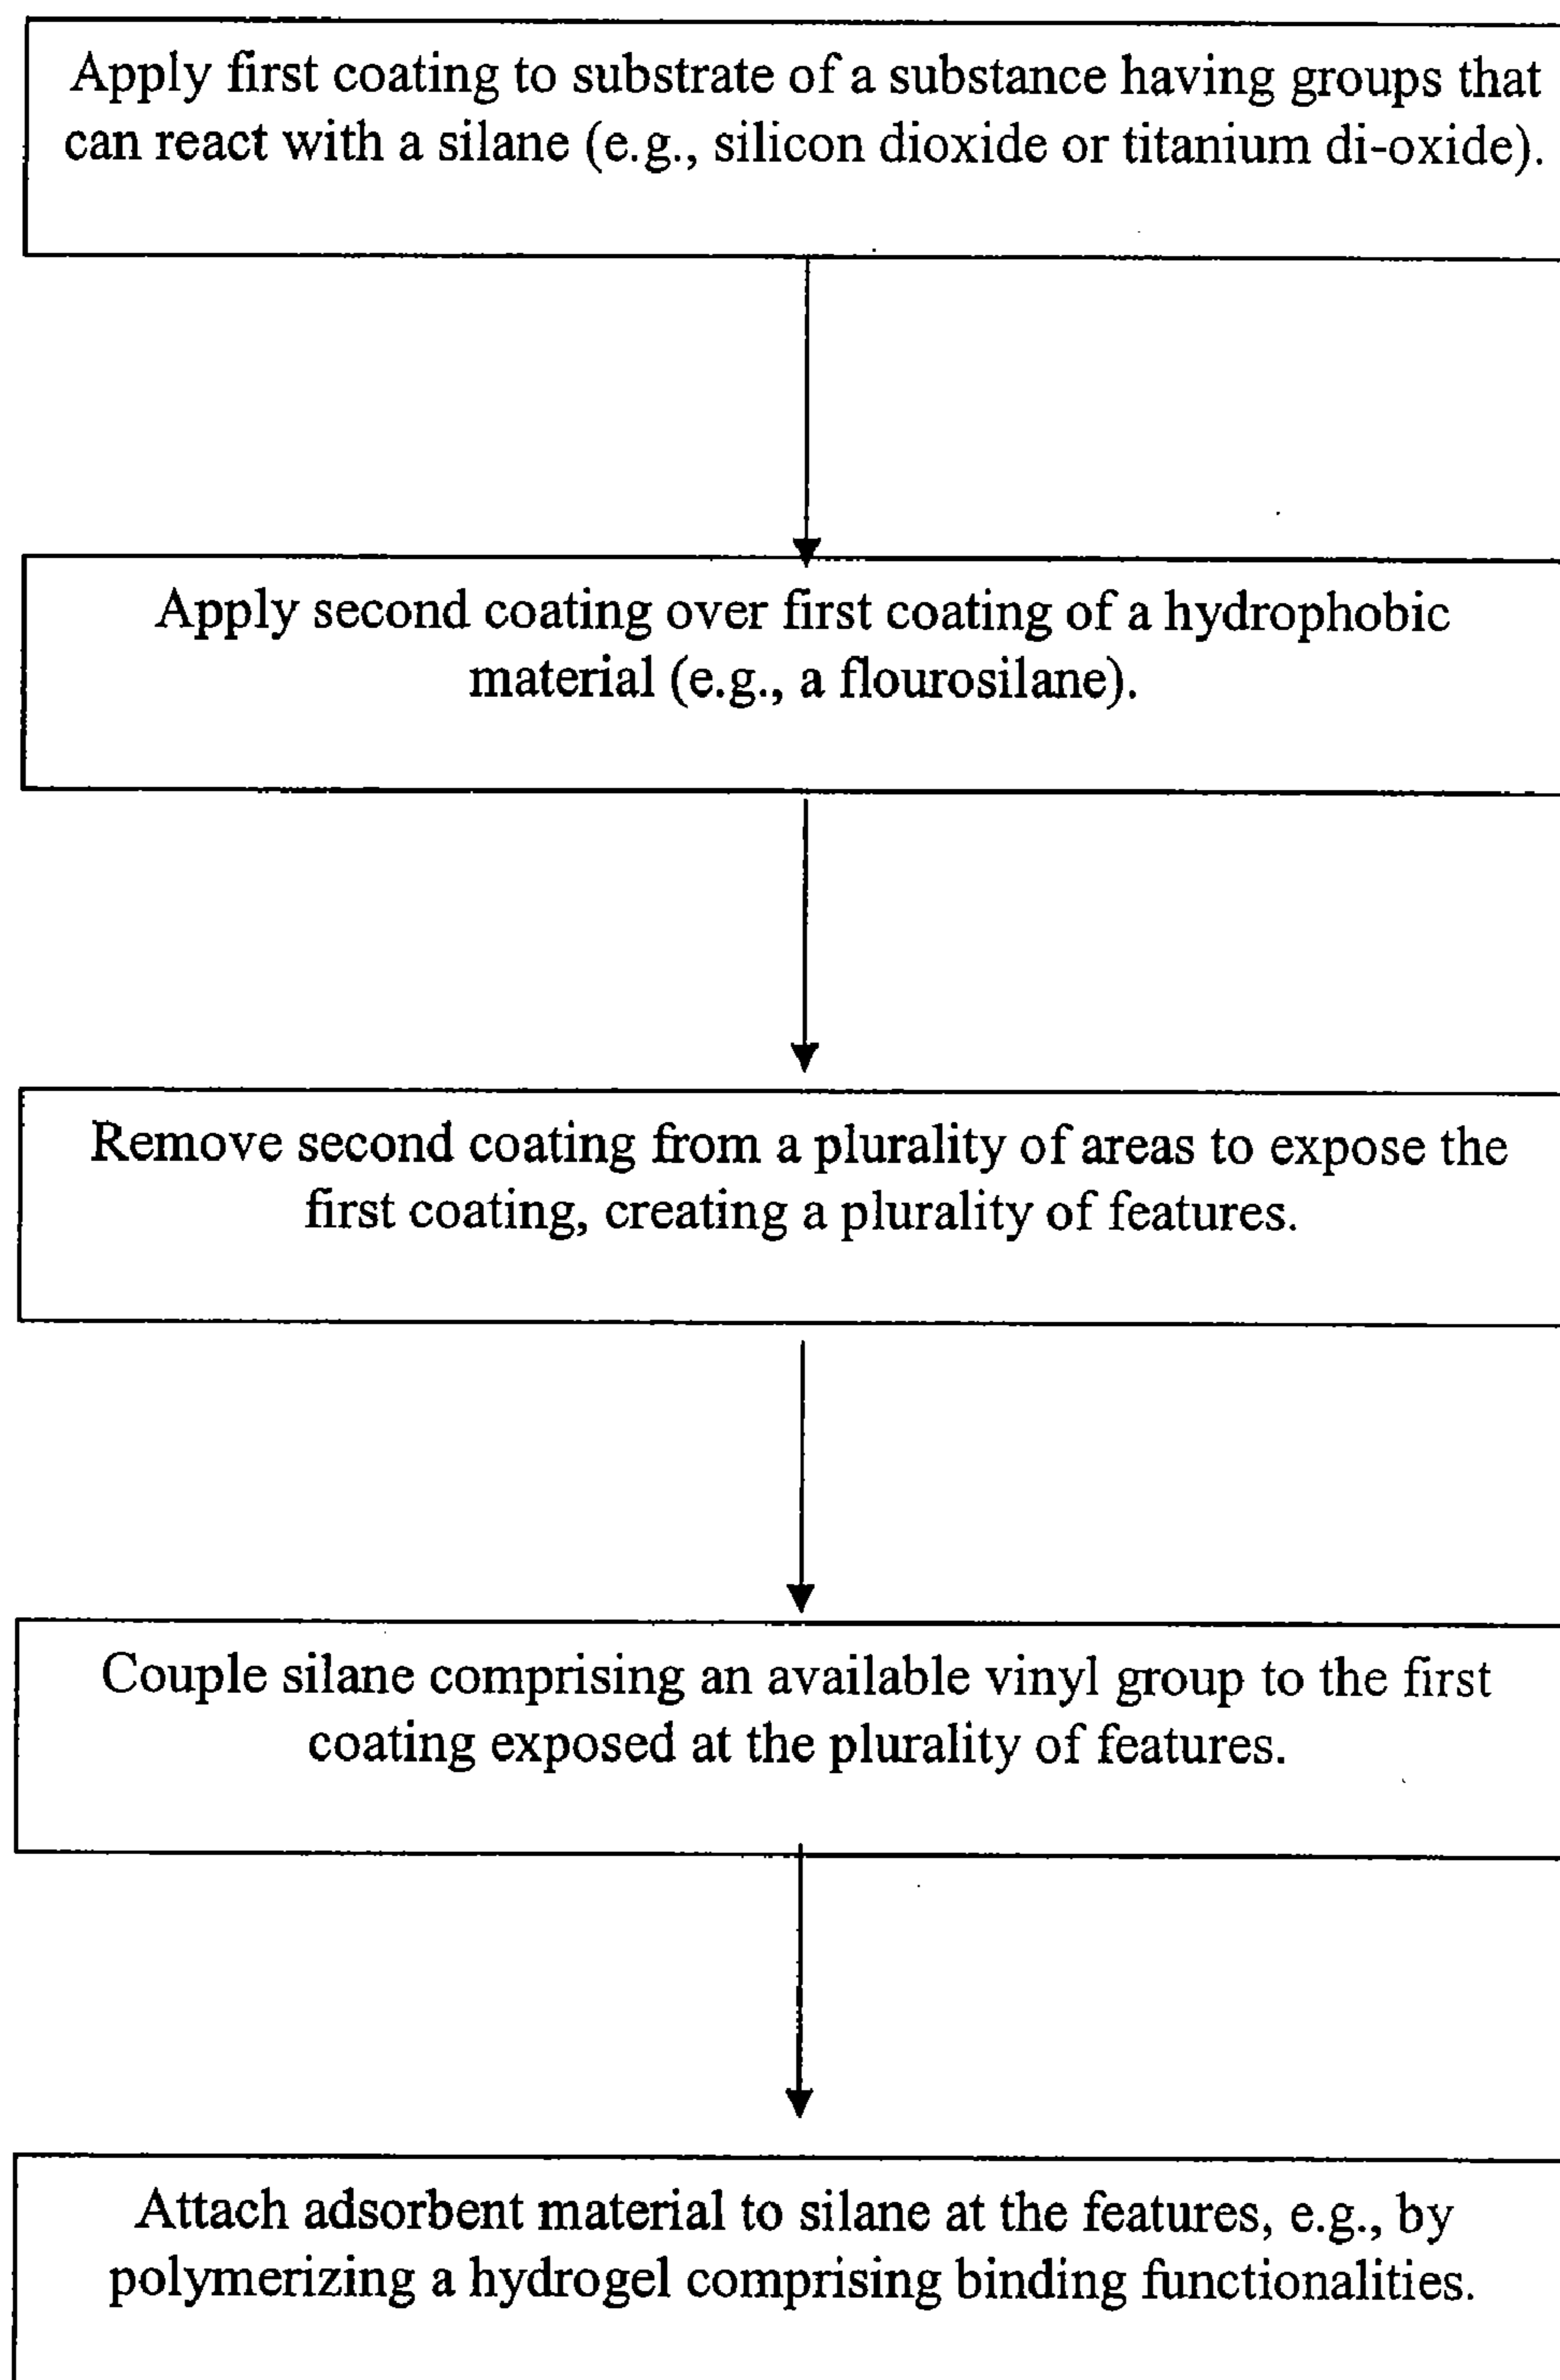 Apply first coating to substrate of a substance having groups that
can react with a silane (e.g., silicon dioxide or titanium di-oxide).
Apply second coating over first coating of a hydrophobic
material (e.g., a flourosilane).
Remove second coating from a plurality of areas to expose the
first coating, creating a plurality of features.
Couple silane comprising an available vinyl group to the first
coating exposed at the plurality of features.
Attach adsorbent material to silane at the features, e.g., by
polymerizing a hydrogel comprising binding functionalities.